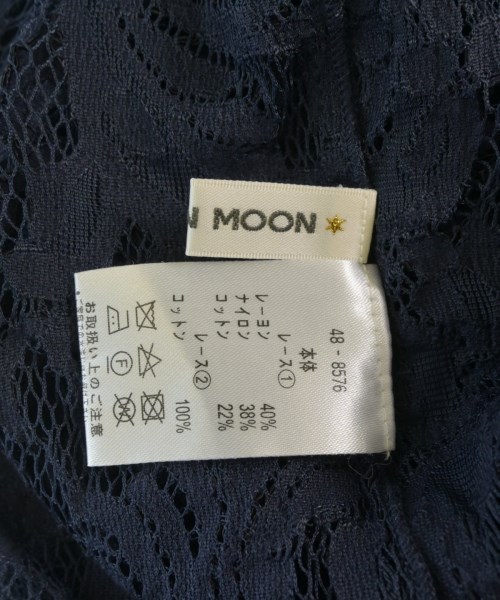 N MOON
48 - 8576
本体
レース① 
レーヨン 40%
ナイロン 38%
コットン 22%
レース②
コットン 100%
お取扱い上のご注意